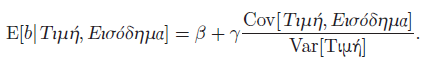 E[b|Τιμή, Εισόδημα] = β + γ Cov[Τιμή, Εισόδημα] / Var[Τιμή].